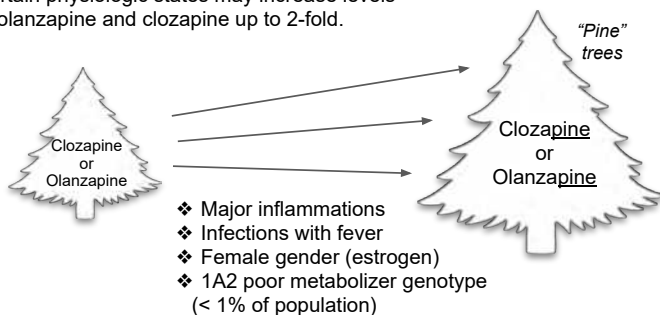 rtain physiologic states may increase levels
olanzapine and clozapine up to 2-fold.
“Pine”
trees
Clozapine
or
Olanzapine
Clozapine
or
Olanzapine
❖ Major inflammations
❖ Infections with fever
❖ Female gender (estrogen)
❖ 1A2 poor metabolizer genotype
(< 1% of population)